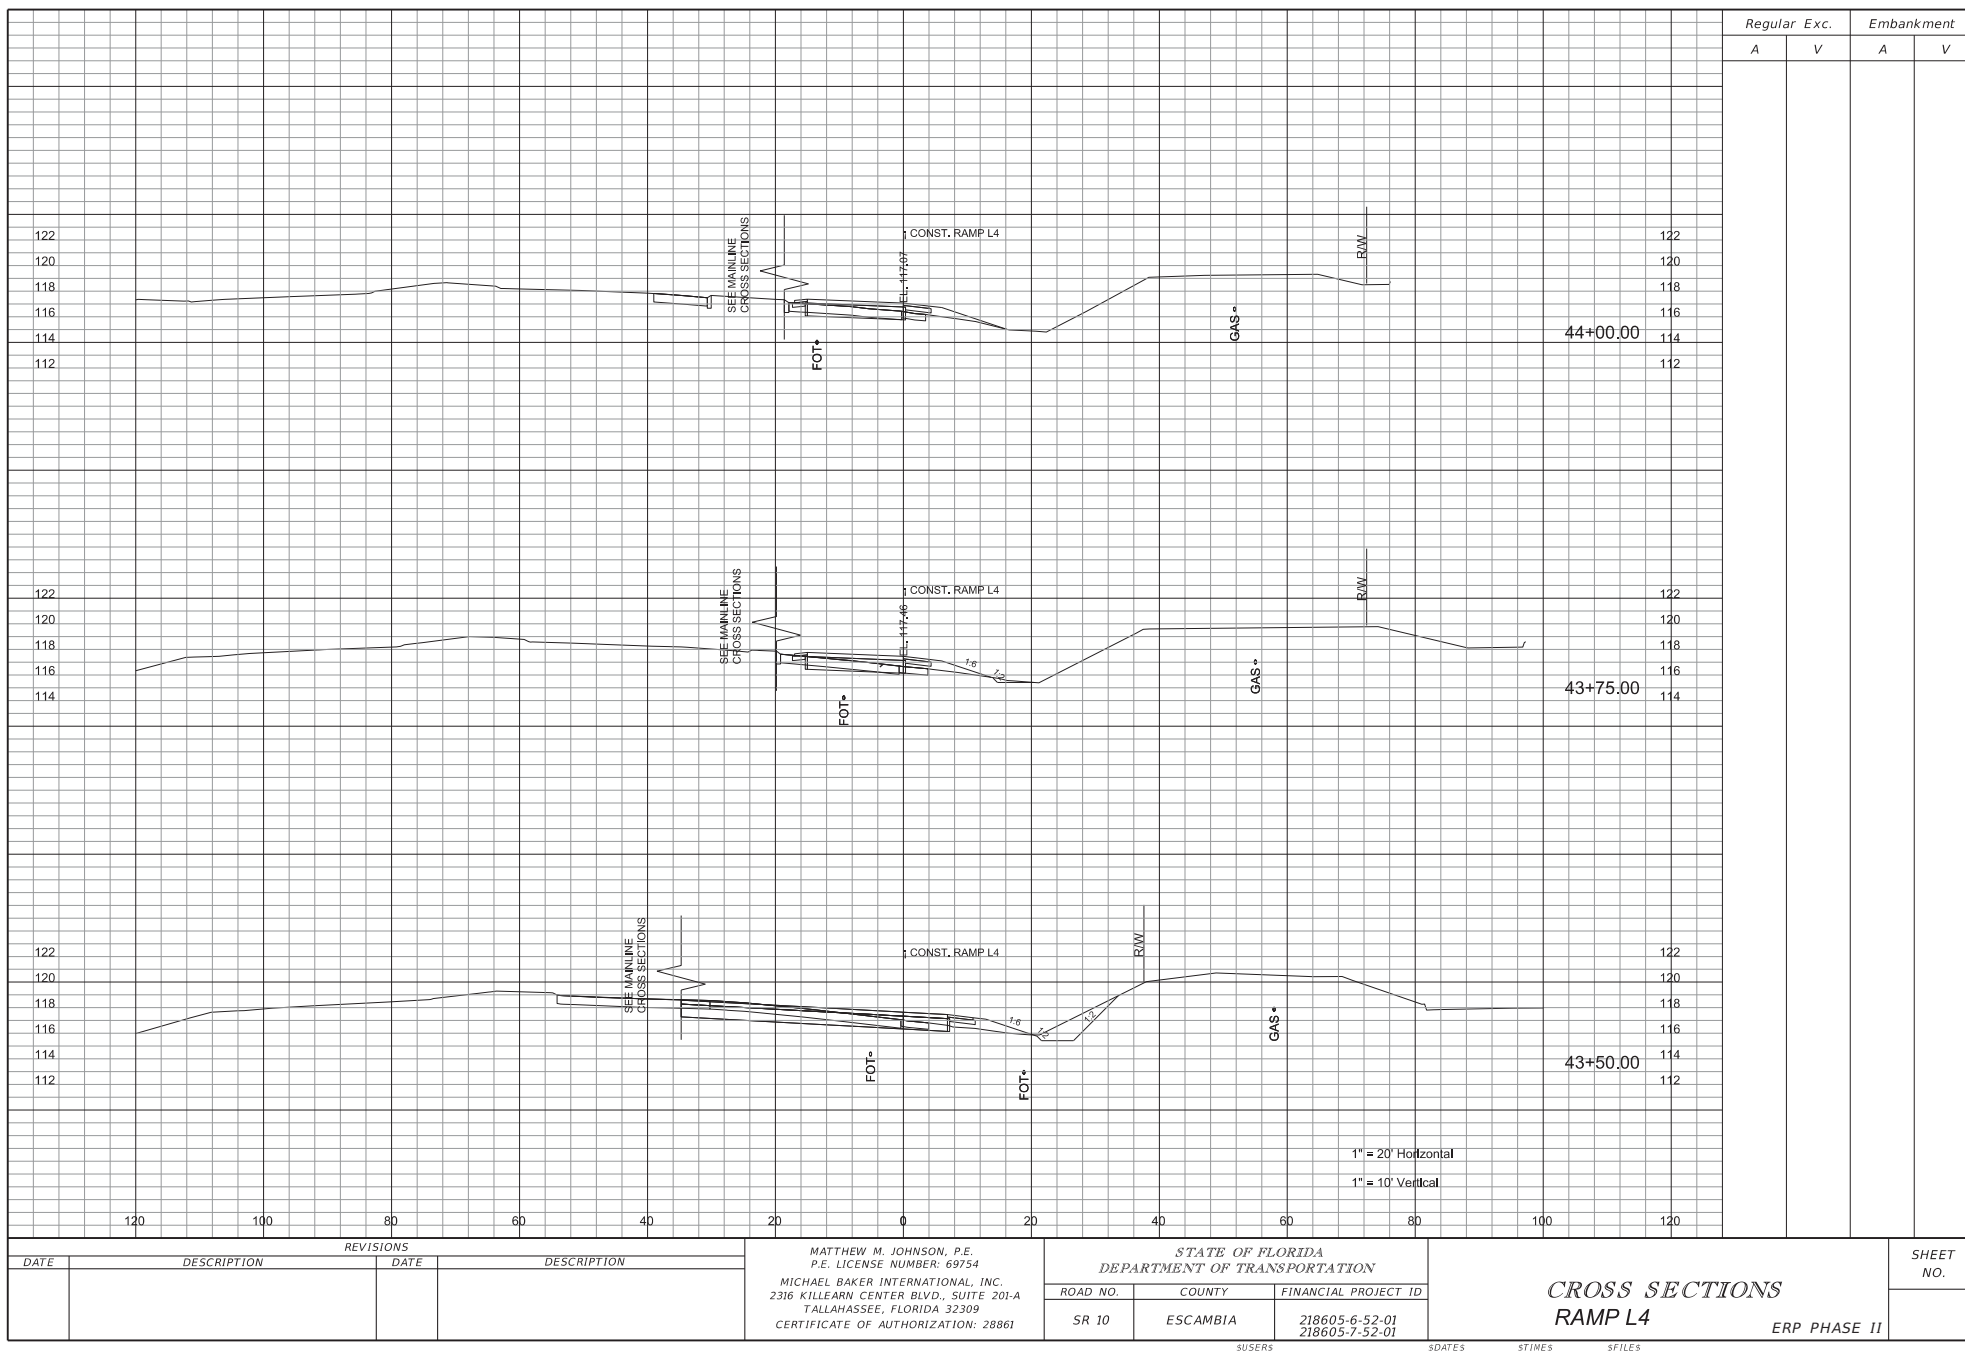 Regular Exc. Embankment
A V A V
SEE MAINLINE
CROSS SECTIONS
CONST. RAMP L4
EL. 117.07
R/W
122 122
120 120
118 118
116 116
114 114
112 112
FOT
GAS
44+00.00
SEE MAINLINE
CROSS SECTIONS
CONST. RAMP L4
EL. 117.46
R/W
122 122
120 120
118 118
116 116
114 114
1:6
1:2
FOT
GAS
43+75.00
SEE MAINLINE
CROSS SECTIONS
CONST. RAMP L4
R/W
122 122
120 120
118 118
116 116
114 114
112 112
1:6
1:2
1:2
FOT
FOT
GAS
43+50.00
1" = 20' Horizontal
1" = 10' Vertical
120 100 80 60 40 20 0 20 40 60 80 100 120
REVISIONS
DATE DESCRIPTION DATE DESCRIPTION
MATTHEW M. JOHNSON, P.E.
P.E. LICENSE NUMBER: 69754
MICHAEL BAKER INTERNATIONAL, INC.
2316 KILLEARN CENTER BLVD., SUITE 201-A
TALLAHASSEE, FLORIDA 32309
CERTIFICATE OF AUTHORIZATION: 28861
STATE OF FLORIDA
DEPARTMENT OF TRANSPORTATION
ROAD NO. COUNTY FINANCIAL PROJECT ID
SR 10 ESCAMBIA 218605-6-52-01
218605-7-52-01
CROSS SECTIONS
RAMP L4
ERP PHASE II
SHEET
NO.
$USER$ $DATE$ $TIME$ $FILE$